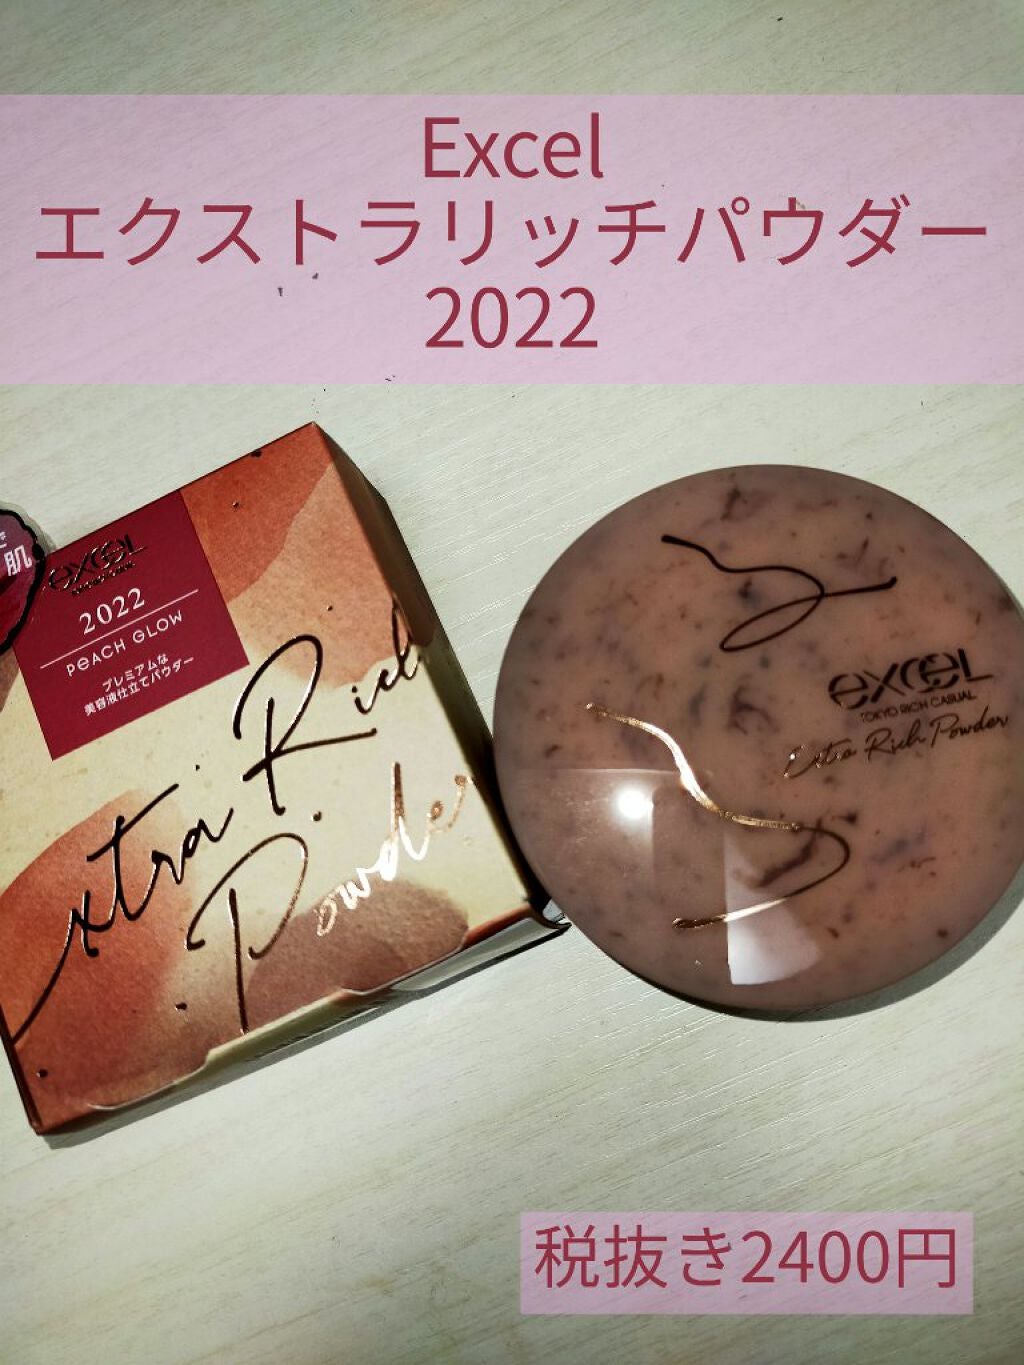 Excel
エクストラリッチパウダー
2022
肌
excel
2022
PEACH GLOW
プレミアムな
美容液仕立てパウダー
Extra Rich
Powder
excel
TOKYO RICH CASUAL
Extra Rich Powder
税抜き2400円